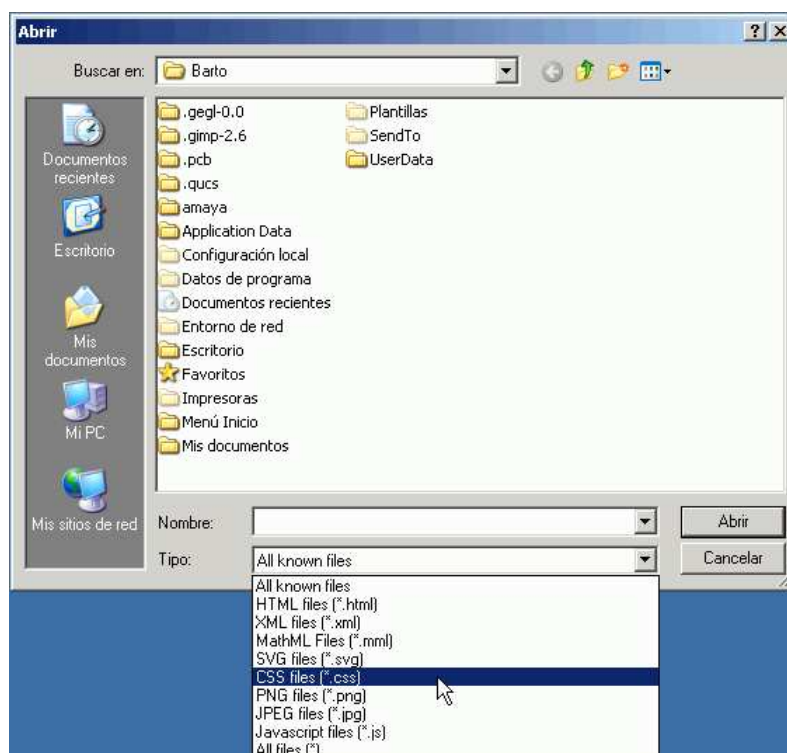 Abrir
Buscar en: Barto
Documentos
recientes
Escritorio
Mis
documentos
Mi PC
Mis sitios de red
.gegl-0.0
.gimp-2.6
.pcb
.qucs
amaya
Application Data
Configuración local
Datos de programa
Documentos recientes
Entorno de red
Escritorio
Favoritos
Impresoras
Menú Inicio
Mis documentos
Plantillas
SendTo
UserData
Nombre: Abrir
Tipo: All known files Cancelar
All known files
HTML files (*.html)
XML files (*.xml)
MathML Files (*.mml)
SVG files (*.svg)
CSS files (*.css)
PNG files (*.png)
JPEG files (*.jpg)
Javascript files (*.js)
All files (*)